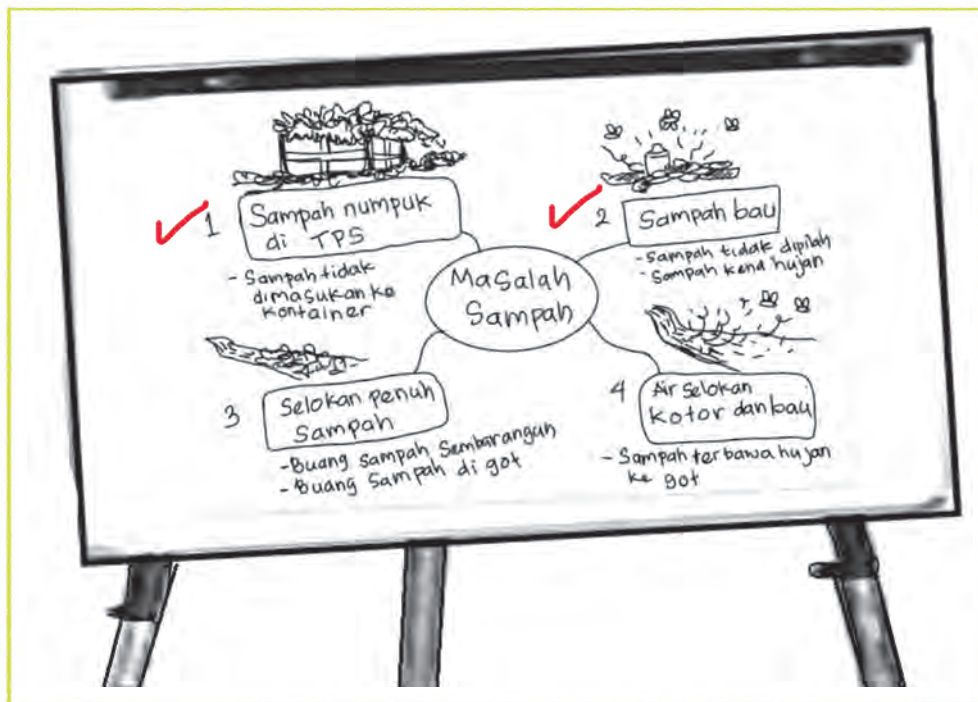 1
Sampah numpuk
di TPS
- Sampah tidak
dimasukan ke
kontainer
2
Sampah bau
- Sampah tidak dipilah
- Sampah kena hujan
Masalah
Sampah
3
Selokan penuh
Sampah
- Buang Sampah Sembarangan
- Buang Sampah di got
4
Air selokan
kotor dan bau
- Sampah terbawa hujan
ke got